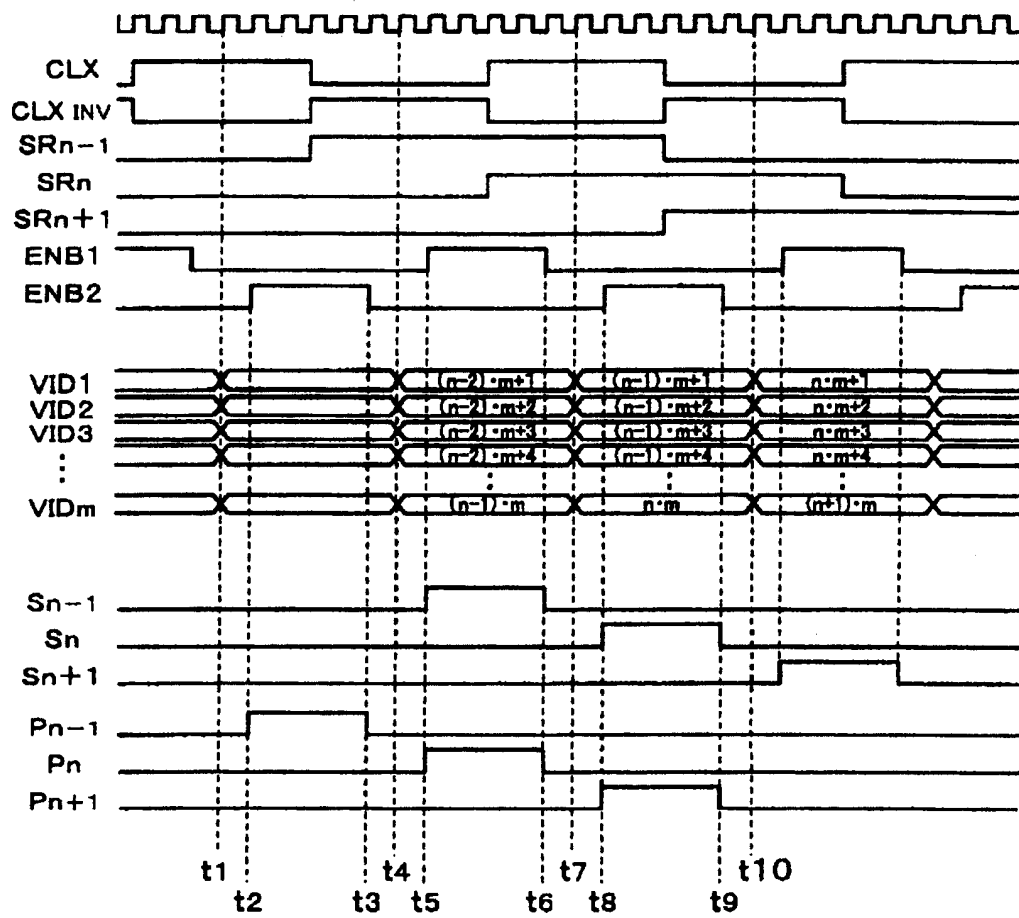 CLX
CLX INV
SRn-1
SRn
SRn+1
ENB1
ENB2
VID1 (n-2)·m+1 (n-1)·m+1 n·m+1
VID2 (n-2)·m+2 (n-1)·m+2 n·m+2
VID3 (n-2)·m+3 (n-1)·m+3 n·m+3
(n-2)·m+4 (n-1)·m+4 n·m+4
VIDm (n-1)·m n·m (n+1)·m
Sn-1
Sn
Sn+1
Pn-1
Pn
Pn+1
t1 t4 t7 t10
t2 t3 t5 t6 t8 t9